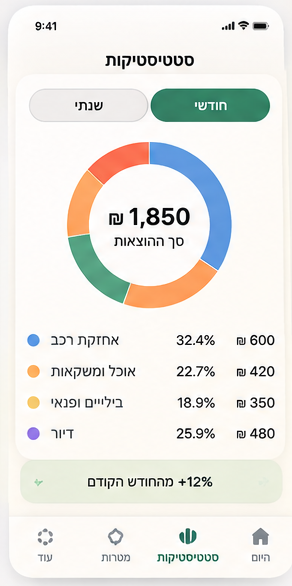 9:41
סטטיסטיקות
חודשי
שנתי
₪ 1,850
סך ההוצאות
אחזקת רכב 32.4% ₪ 600
אוכל ומשקאות 22.7% ₪ 420
ביליייס ופנאי 18.9% ₪ 350
דיור 25.9% ₪ 480
+12% מהחודש הקודם
היום
סטטיסטיקות
מטרות
עוד